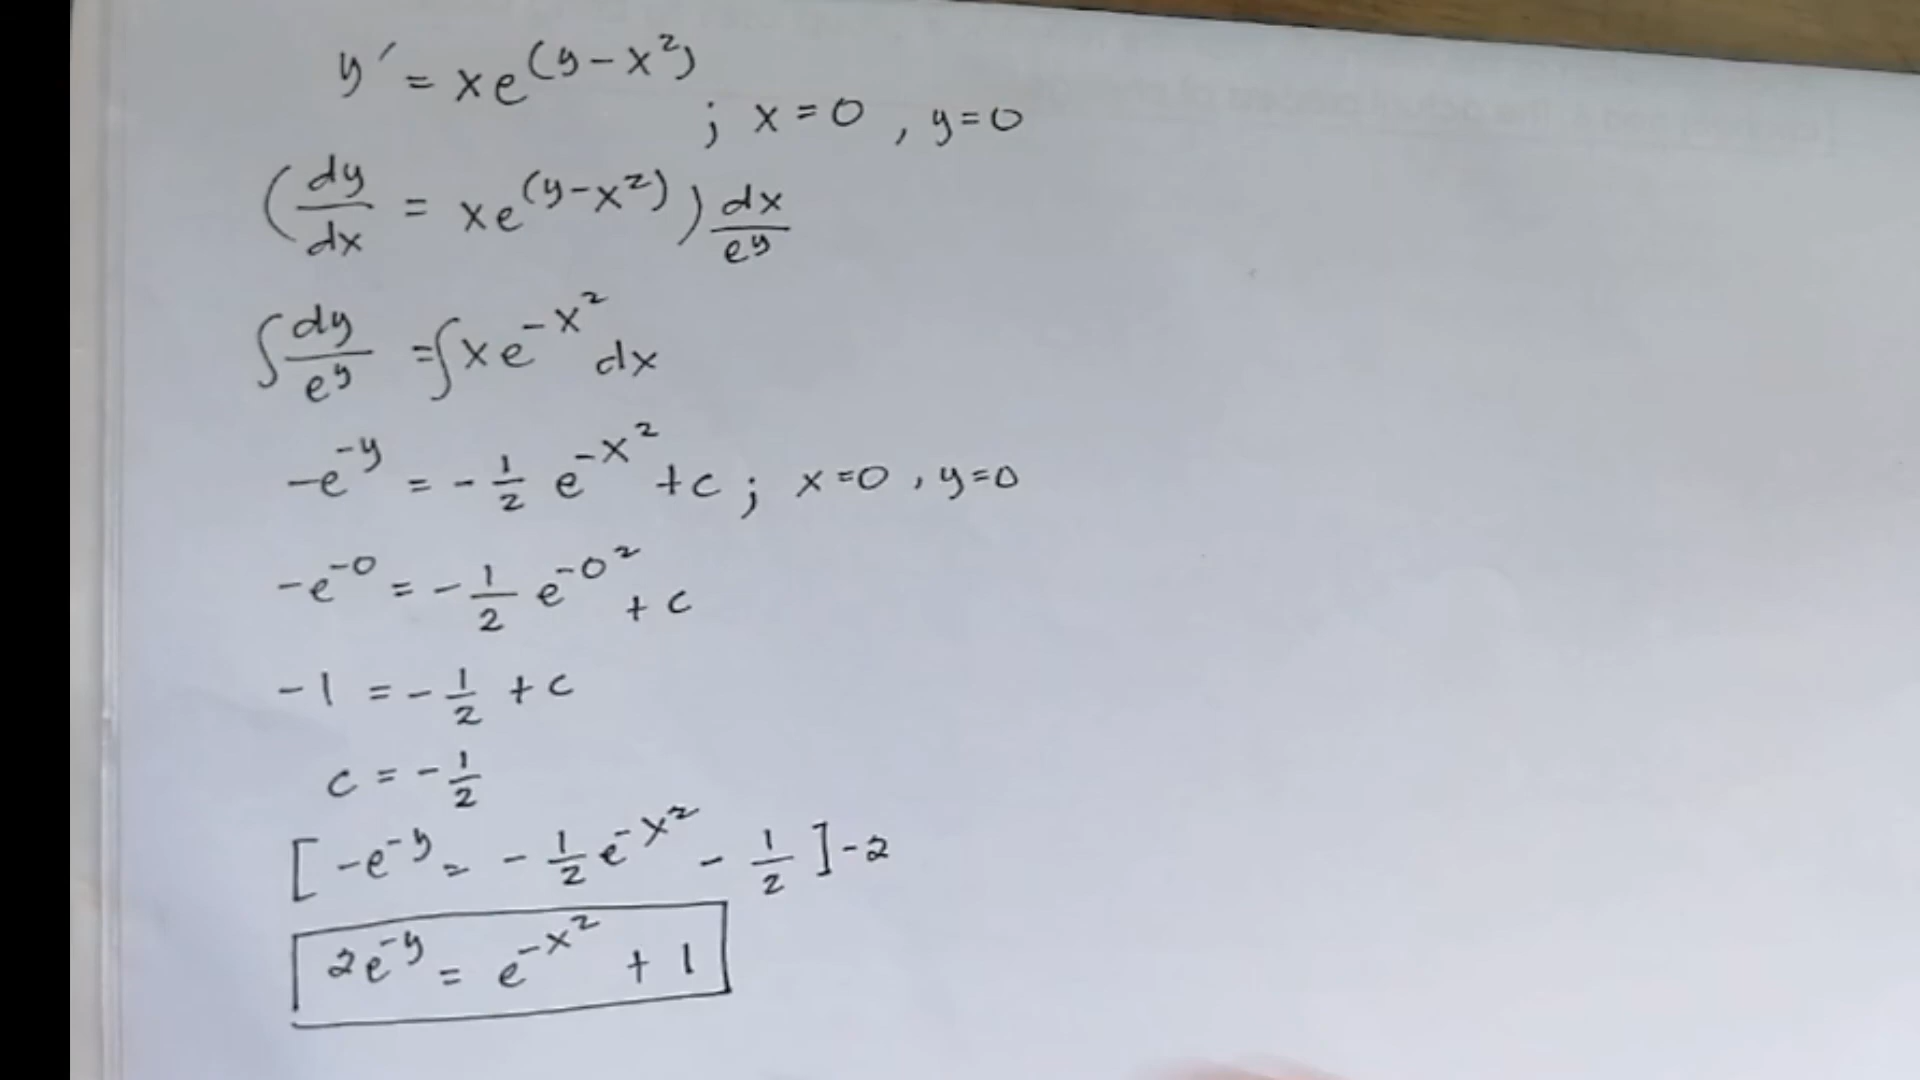 y' = xe^(y-x²) ; x=0 , y=0
(dy/dx = xe^(y-x²)) dx/e^y
∫ dy/e^y = ∫ xe^-x² dx
-e^-y = - 1/2 e^-x² + c ; x=0 , y=0
-e^-0 = - 1/2 e^-0² + c
-1 = - 1/2 + c
c = - 1/2
[ -e^-y = - 1/2 e^-x² - 1/2 ] -2
2e^-y = e^-x² + 1